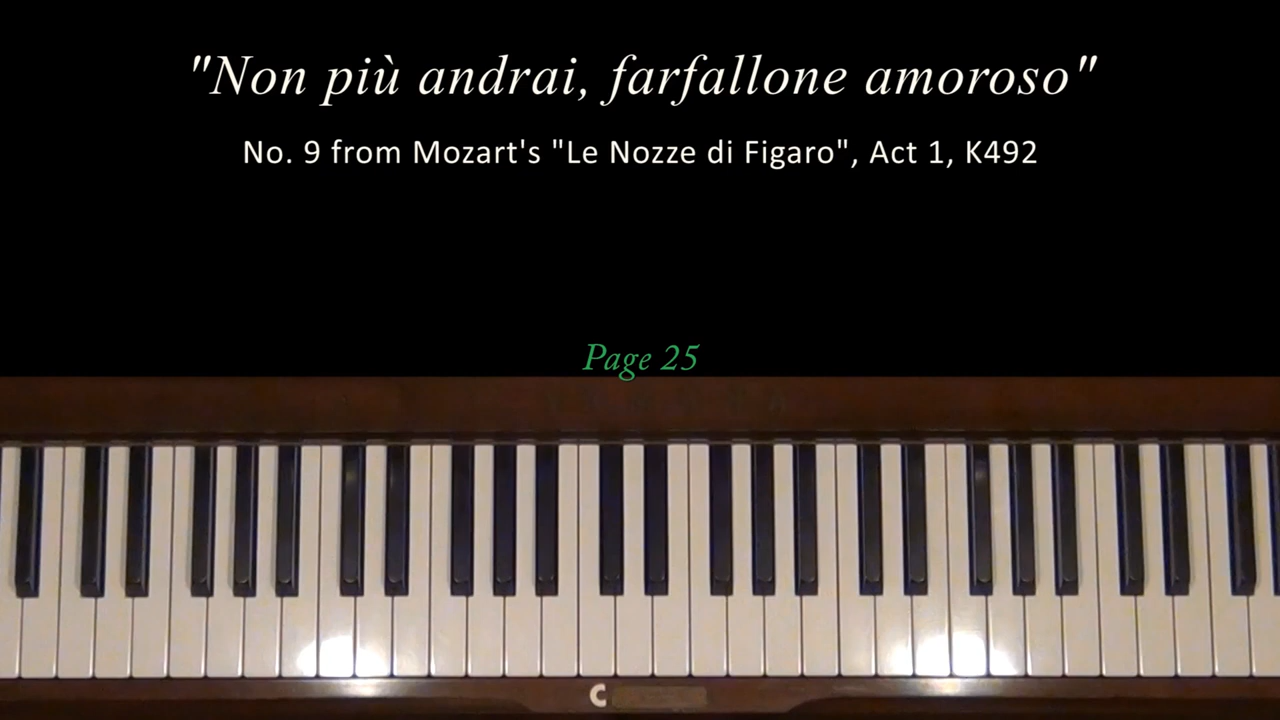 "Non più andrai, farfallone amoroso"
No. 9 from Mozart's "Le Nozze di Figaro", Act 1, K492
Page 25
C